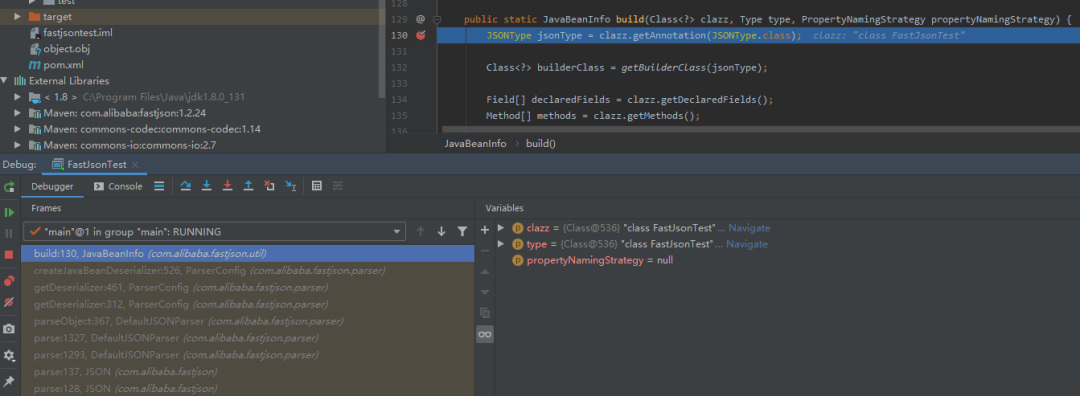 test
target
fastjsontest.iml
object.obj
pom.xml
External Libraries
< 1.8 > C:\Program Files\Java\jdk1.8.0_131
Maven: com.alibaba:fastjson:1.2.24
Maven: commons-codec:commons-codec:1.14
Maven: commons-io:commons-io:2.7
128
129 @ public static JavaBeanInfo build(Class<?> clazz, Type type, PropertyNamingStrategy propertyNamingStrategy) {
130 JSONType jsonType = clazz.getAnnotation(JSONType.class); clazz: "class FastJsonTest"
131
132 Class<?> builderClass = getBuilderClass(jsonType);
133
134 Field[] declaredFields = clazz.getDeclaredFields();
135 Method[] methods = clazz.getMethods();
136
JavaBeanInfo › build()
Debug: FastJsonTest ×
Debugger Console
Frames
"main"@1 in group "main": RUNNING
build:130, JavaBeanInfo (com.alibaba.fastjson.util)
createJavaBeanDeserializer:526, ParserConfig (com.alibaba.fastjson.parser)
getDeserializer:461, ParserConfig (com.alibaba.fastjson.parser)
getDeserializer:312, ParserConfig (com.alibaba.fastjson.parser)
parseObject:367, DefaultJSONParser (com.alibaba.fastjson.parser)
parse:1327, DefaultJSONParser (com.alibaba.fastjson.parser)
parse:1293, DefaultJSONParser (com.alibaba.fastjson.parser)
parse:137, JSON (com.alibaba.fastjson)
parse:128, JSON (com.alibaba.fastjson)
Variables
clazz = {Class@536} "class FastJsonTest" ... Navigate
type = {Class@536} "class FastJsonTest" ... Navigate
propertyNamingStrategy = null